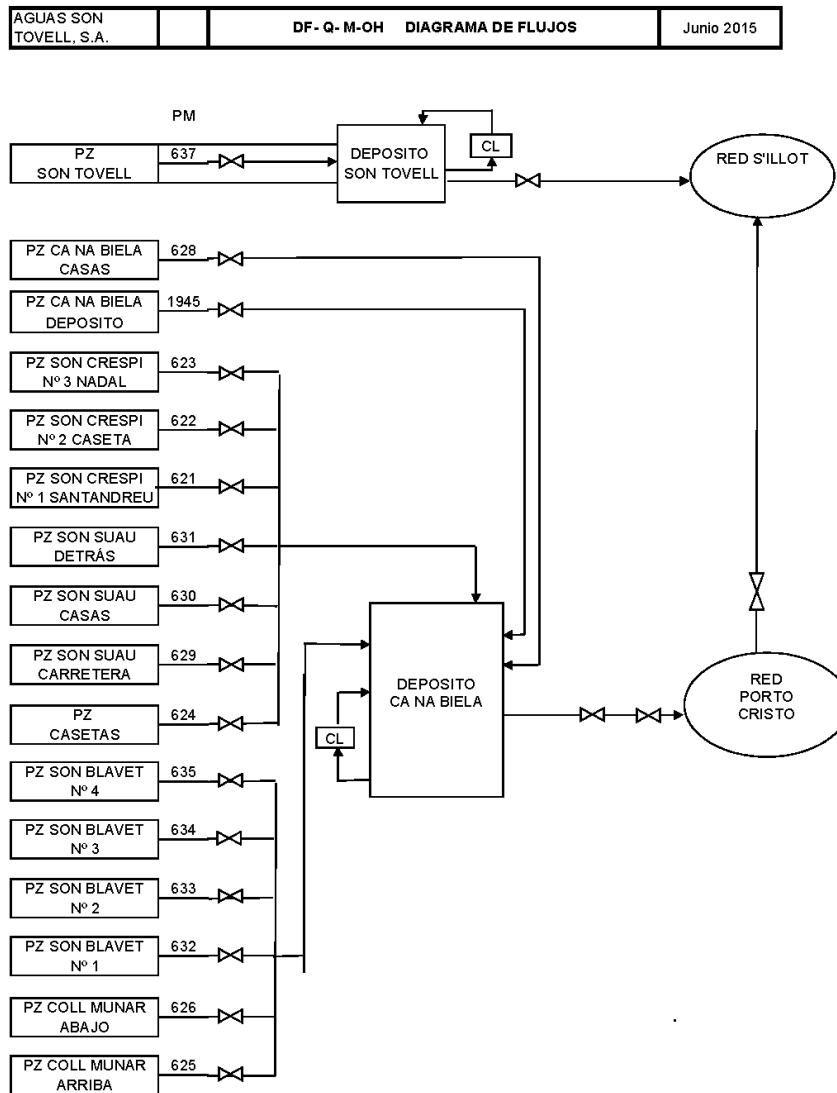 AGUAS SON
TOVELL, S.A.
DF- Q- M-OH DIAGRAMA DE FLUJOS
Junio 2015
PM
PZ
SON TOVELL
637
DEPOSITO
SON TOVELL
CL
RED S'ILLOT
PZ CA NA BIELA
CASAS
628
PZ CA NA BIELA
DEPOSITO
1945
PZ SON CRESPI
Nº 3 NADAL
623
PZ SON CRESPI
Nº 2 CASETA
622
PZ SON CRESPI
Nº 1 SANTANDREU
621
PZ SON SUAU
DETRÁS
631
PZ SON SUAU
CASAS
630
PZ SON SUAU
CARRETERA
629
PZ
CASETAS
624
DEPOSITO
CA NA BIELA
CL
RED
PORTO
CRISTO
PZ SON BLAVET
Nº 4
635
PZ SON BLAVET
Nº 3
634
PZ SON BLAVET
Nº 2
633
PZ SON BLAVET
Nº 1
632
PZ COLL MUNAR
ABAJO
626
PZ COLL MUNAR
ARRIBA
625